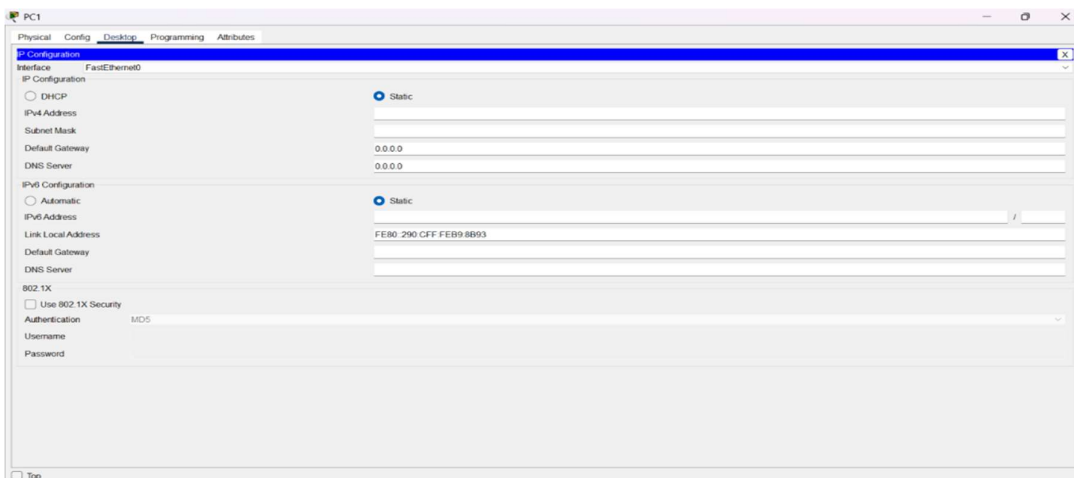 PC1
Physical Config Desktop Programming Attributes
IP Configuration X
Interface FastEthernet0
IP Configuration
DHCP Static
IPv4 Address
Subnet Mask
Default Gateway 0.0.0.0
DNS Server 0.0.0.0
IPv6 Configuration
Automatic Static
IPv6 Address /
Link Local Address FE80::290:CFF:FEB9:8B93
Default Gateway
DNS Server
802.1X
Use 802.1X Security
Authentication MD5
Username
Password
Top